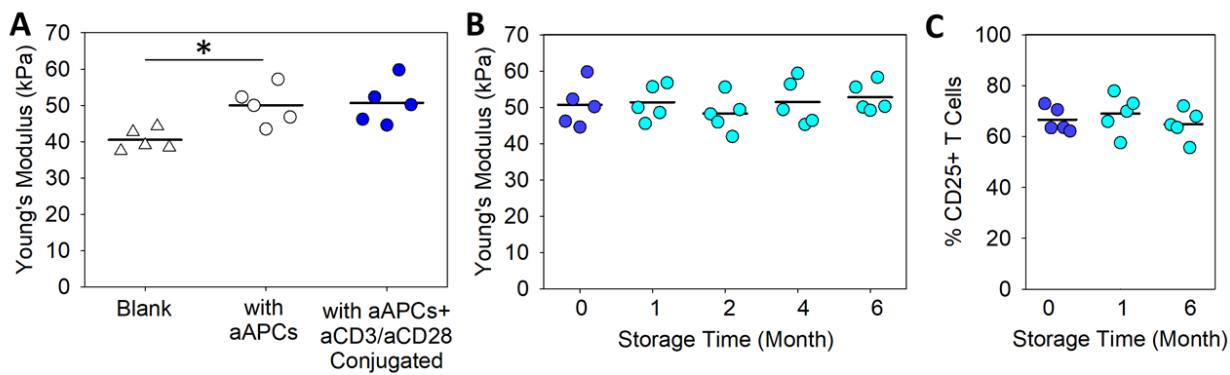 A
Young's Modulus (kPa)
70
60
50
40
30
20
10
0
*
Blank
with
aAPCs
with aAPCs+
aCD3/aCD28
Conjugated
B
Young's Modulus (kPa)
70
60
50
40
30
20
10
0
0 1 2 4 6
Storage Time (Month)
C
% CD25+ T Cells
100
80
60
40
20
0
0 1 6
Storage Time (Month)